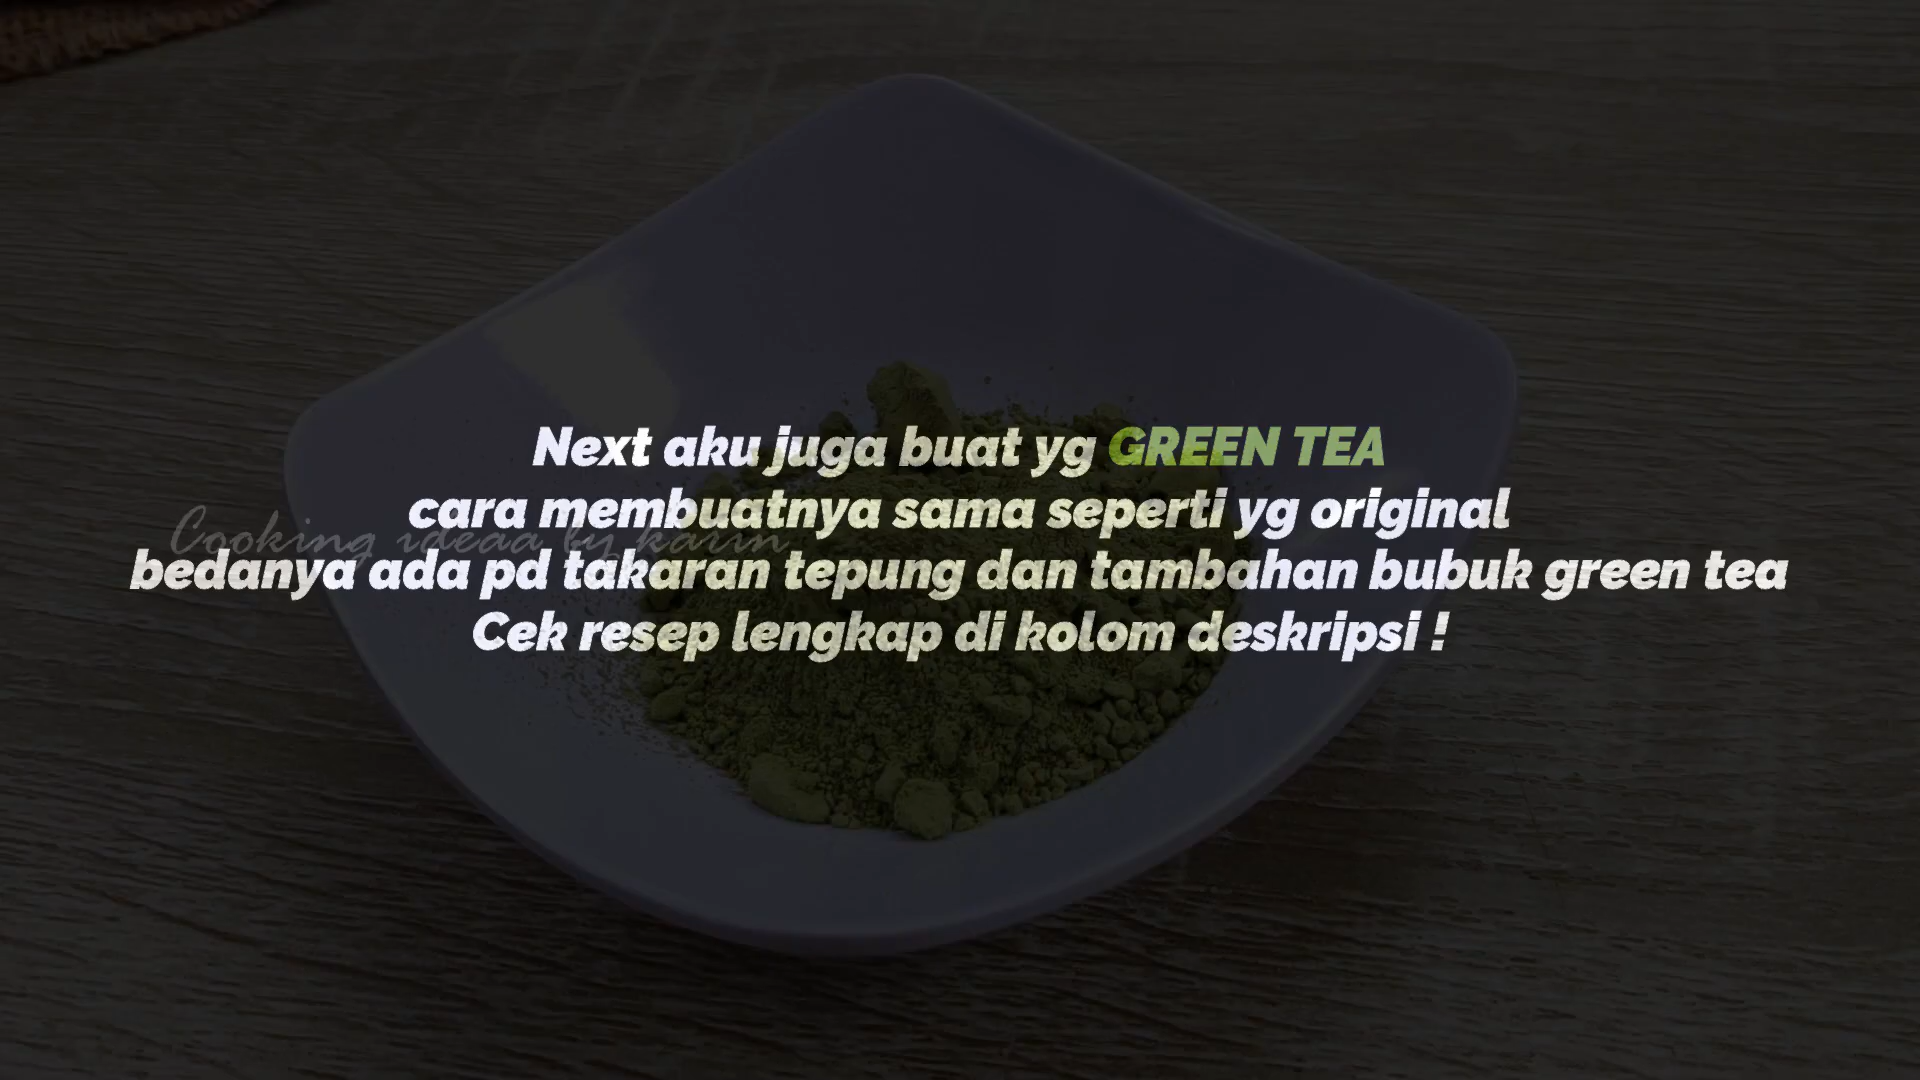 Next aku juga buat yg GREEN TEA
cara membuatnya sama seperti yg original
Cooking ideaa by karin
bedanya ada pd takaran tepung dan tambahan bubuk green tea
Cek resep lengkap di kolom deskripsi !